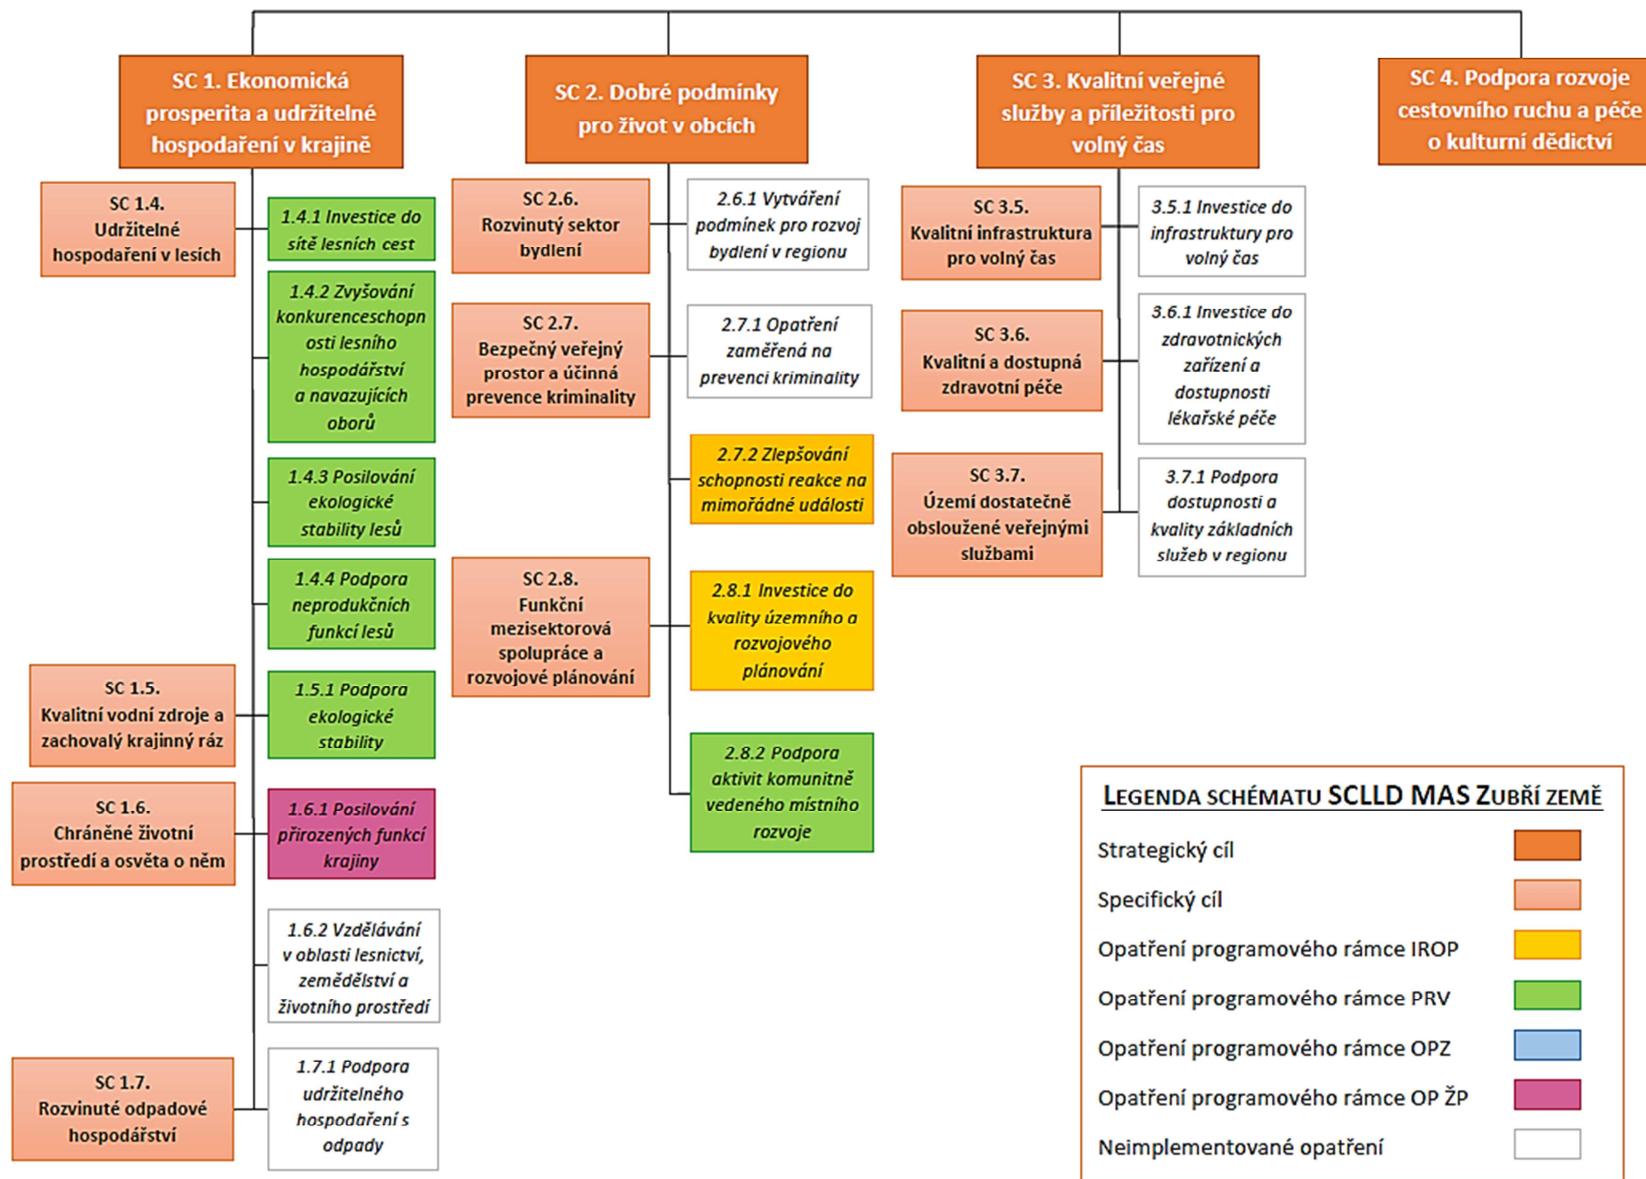 SC 1. Ekonomická
prosperita a udržitelné
hospodaření v krajině
SC 1.4.
Udržitelné
hospodaření v lesích
1.4.1 Investice do
sítě lesních cest
1.4.2 Zvyšování
konkurenceschopn
osti lesního
hospodářství
a navazujících
oborů
1.4.3 Posilování
ekologické
stability lesů
1.4.4 Podpora
neprodukčních
funkcí lesů
SC 1.5.
Kvalitní vodní zdroje a
zachovalý krajinný ráz
1.5.1 Podpora
ekologické
stability
SC 1.6.
Chráněné životní
prostředí a osvěta o něm
1.6.1 Posilování
přirozených funkcí
krajiny
1.6.2 Vzdělávání
v oblasti lesnictví,
zemědělství a
životního prostředí
SC 1.7.
Rozvinuté odpadové
hospodářství
1.7.1 Podpora
udržitelného
hospodaření s
odpady
SC 2. Dobré podmínky
pro život v obcích
SC 2.6.
Rozvinutý sektor
bydlení
2.6.1 Vytváření
podmínek pro rozvoj
bydlení v regionu
SC 2.7.
Bezpečný veřejný
prostor a účinná
prevence kriminality
2.7.1 Opatření
zaměřená na
prevenci kriminality
2.7.2 Zlepšování
schopnosti reakce na
mimořádné události
SC 2.8.
Funkční
mezisektorová
spolupráce a
rozvojové plánování
2.8.1 Investice do
kvality územního a
rozvojového
plánování
2.8.2 Podpora
aktivit komunitně
vedeného místního
rozvoje
SC 3. Kvalitní veřejné
služby a příležitosti pro
volný čas
SC 3.5.
Kvalitní infrastruktura
pro volný čas
3.5.1 Investice do
infrastruktury pro
volný čas
SC 3.6.
Kvalitní a dostupná
zdravotní péče
3.6.1 Investice do
zdravotnických
zařízení a
dostupnosti
lékařské péče
SC 3.7.
Území dostatečně
obsloužené veřejnými
službami
3.7.1 Podpora
dostupnosti a
kvality základních
služeb v regionu
SC 4. Podpora rozvoje
cestovního ruchu a péče
o kulturní dědictví
LEGENDA SCHÉMATU SCLLD MAS ZUBŘÍ ZEMĚ
Strategický cíl
Specifický cíl
Opatření programového rámce IROP
Opatření programového rámce PRV
Opatření programového rámce OPZ
Opatření programového rámce OP ŽP
Neimplementované opatření